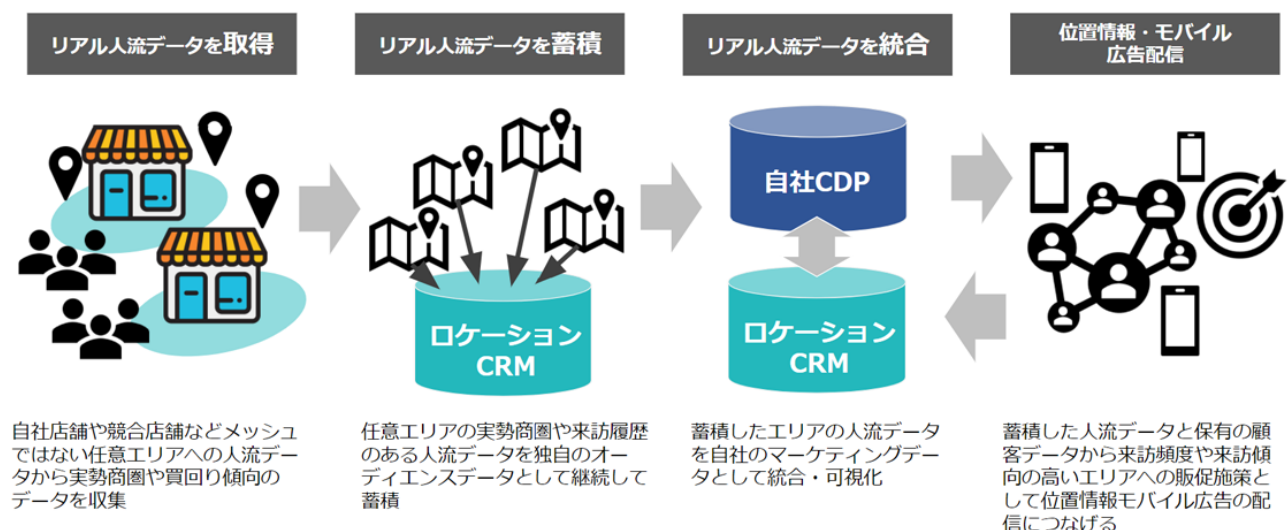 リアル人流データを取得
リアル人流データを蓄積
リアル人流データを統合
位置情報・モバイル
広告配信
ロケーション
CRM
自社CDP
ロケーション
CRM
自社店舗や競合店舗などメッシュ
ではない任意エリアへの人流デー
タから実勢商圏や買回り傾向の
データを収集
任意エリアの実勢商圏や来訪履歴
のある人流データを独自のオー
ディエンスデータとして継続して
蓄積
蓄積したエリアの人流データ
を自社のマーケティングデー
タとして統合・可視化
蓄積した人流データと保有の顧
客データから来訪頻度や来訪傾
向の高いエリアへの販促施策と
して位置情報モバイル広告の配
信につなげる